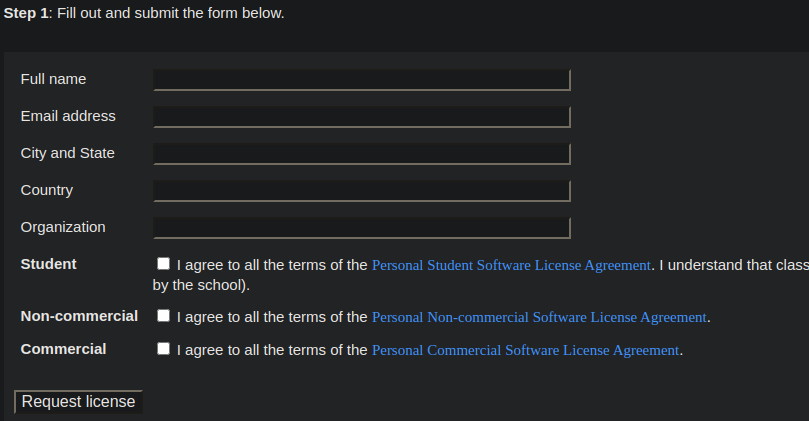 Step 1: Fill out and submit the form below.
Full name
Email address
City and State
Country
Organization
Student I agree to all the terms of the Personal Student Software License Agreement. I understand that class
by the school).
Non-commercial I agree to all the terms of the Personal Non-commercial Software License Agreement.
Commercial I agree to all the terms of the Personal Commercial Software License Agreement.
Request license